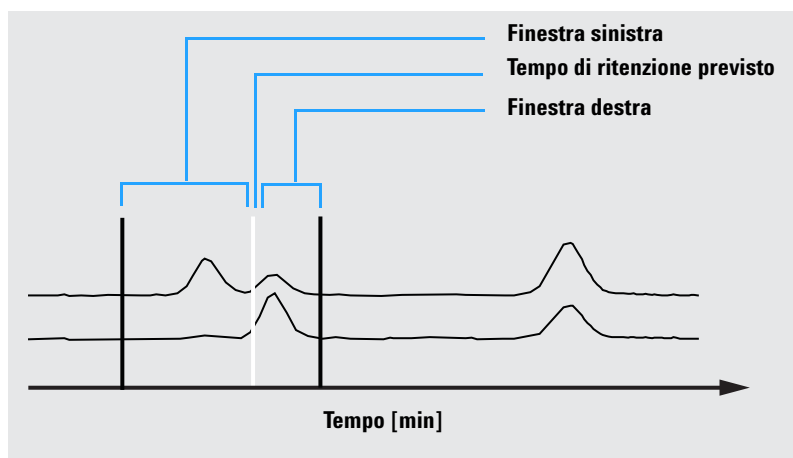 Finestra sinistra
Tempo di ritenzione previsto
Finestra destra
Tempo [min]